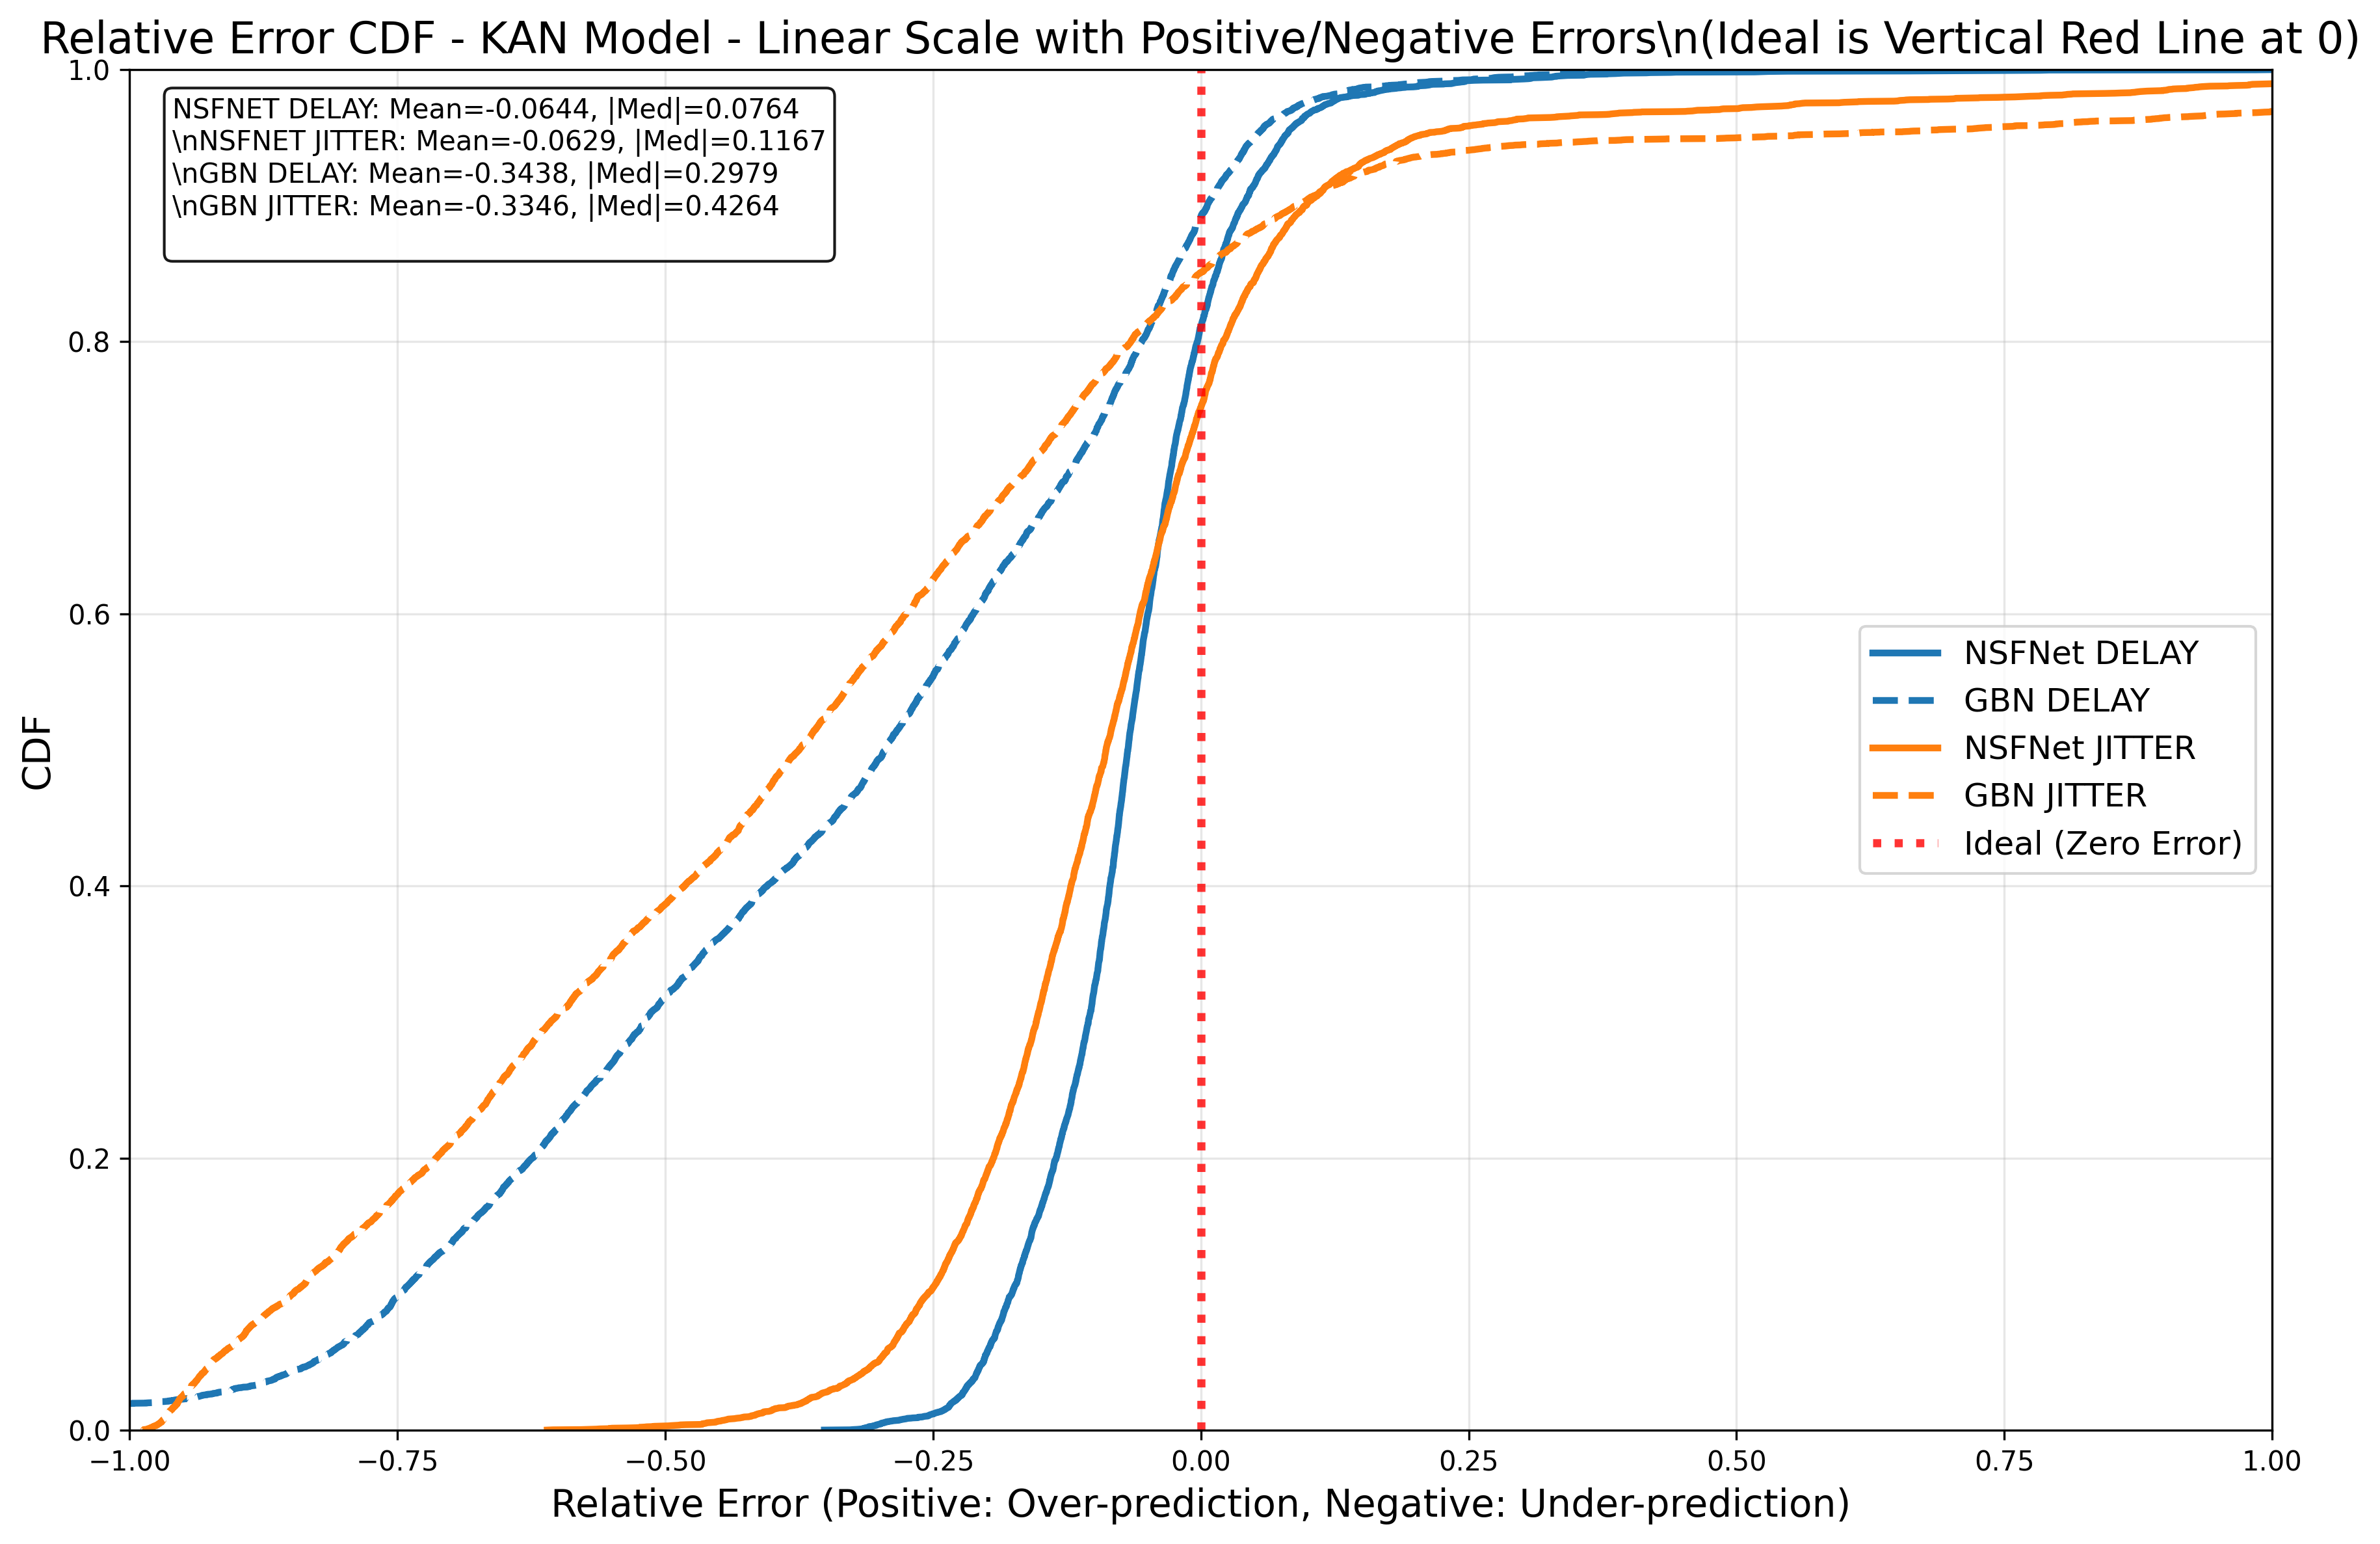 Relative Error CDF - KAN Model - Linear Scale with Positive/Negative Errors\n(Ideal is Vertical Red Line at 0)
NSFNET DELAY: Mean=-0.0644, |Med|=0.0764
\nNSFNET JITTER: Mean=-0.0629, |Med|=0.1167
\nGBN DELAY: Mean=-0.3438, |Med|=0.2979
\nGBN JITTER: Mean=-0.3346, |Med|=0.4264
CDF
1.0
0.8
0.6
0.4
0.2
0.0
NSFNet DELAY
GBN DELAY
NSFNet JITTER
GBN JITTER
Ideal (Zero Error)
−1.00 −0.75 −0.50 −0.25 0.00 0.25 0.50 0.75 1.00
Relative Error (Positive: Over-prediction, Negative: Under-prediction)